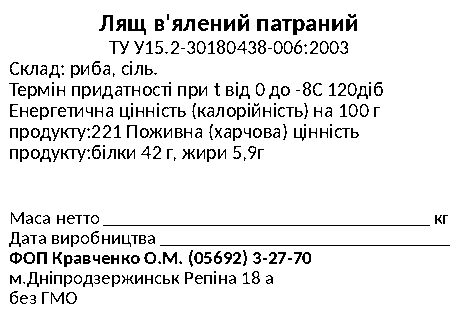 Лящ в'ялений патраний
ТУ У15.2-30180438-006:2003
Склад: риба, сіль.
Термін придатності при t від 0 до -8С 120діб
Енергетична цінність (калорійність) на 100 г
продукту:221 Поживна (харчова) цінність
продукту:білки 42 г, жири 5,9г
Маса нетто ______________________________ кг
Дата виробництва ___________________________
ФОП Кравченко О.М. (05692) 3-27-70
м.Дніпродзержинськ Репіна 18 а
без ГМО